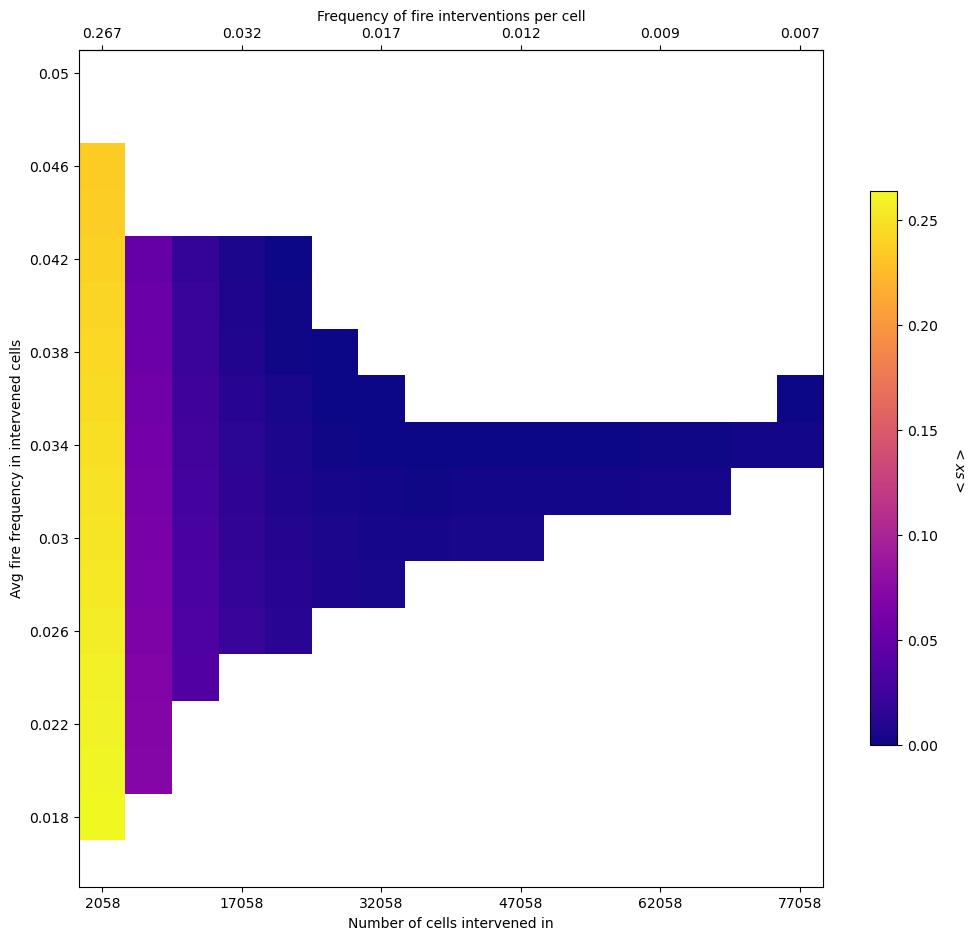 Frequency of fire interventions per cell
0.267 0.032 0.017 0.012 0.009 0.007
Avg fire frequency in intervened cells
0.05
0.046
0.042
0.038
0.034
0.03
0.026
0.022
0.018
2058 17058 32058 47058 62058 77058
Number of cells intervened in
0.25
0.20
0.15
0.10
0.05
0.00
< sx >